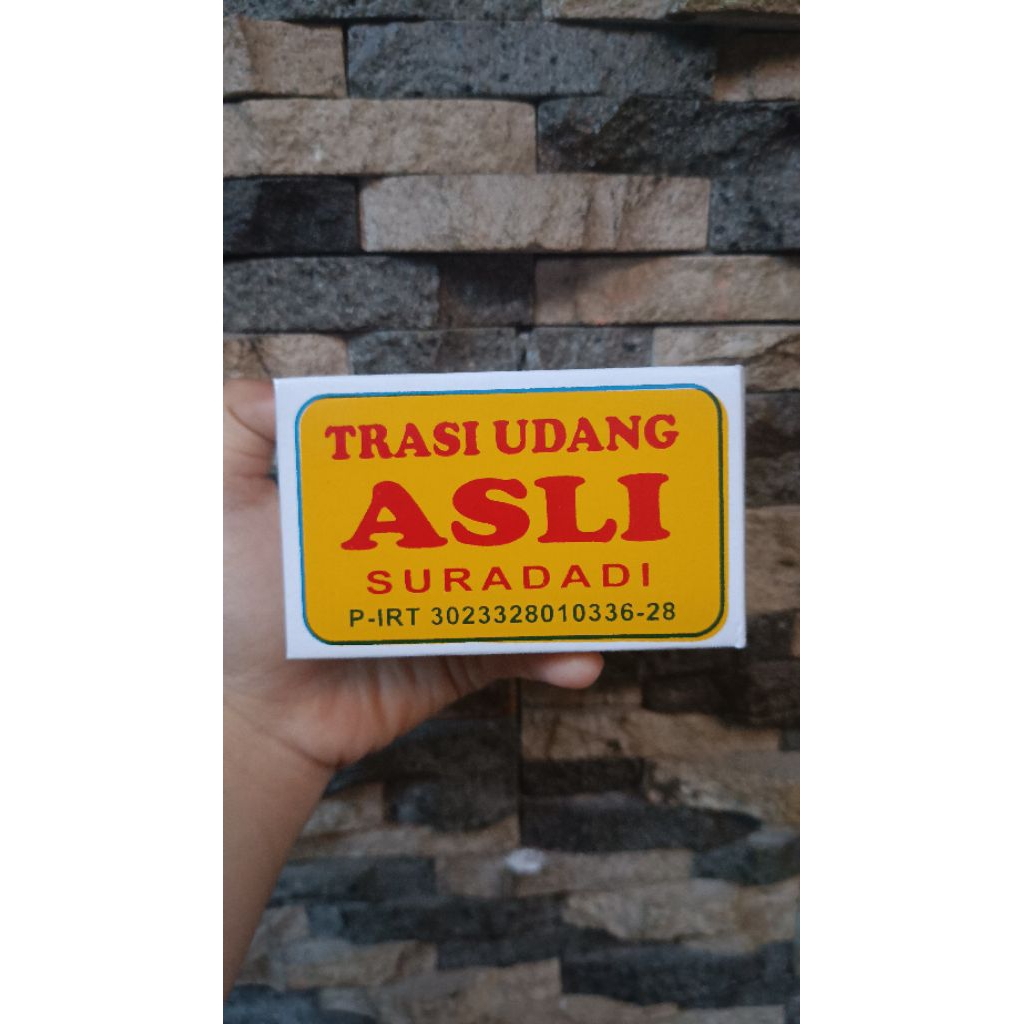 TRASI UDANG
ASLI
SURADADI
P-IRT 3023328010336-28